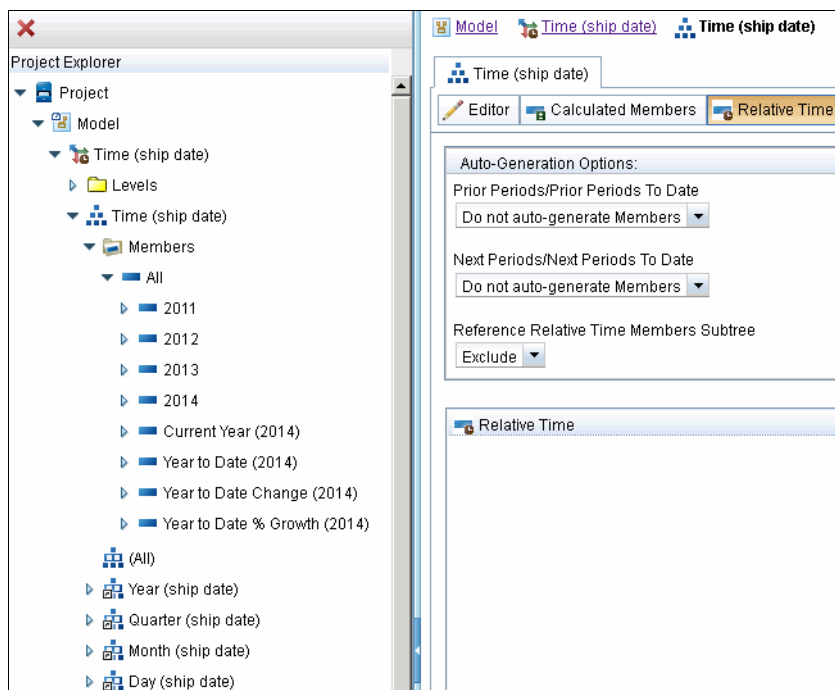 Project Explorer
Project
Model
Time (ship date)
Levels
Time (ship date)
Members
All
2011
2012
2013
2014
Current Year (2014)
Year to Date (2014)
Year to Date Change (2014)
Year to Date % Growth (2014)
(All)
Year (ship date)
Quarter (ship date)
Month (ship date)
Day (ship date)
Model Time (ship date) Time (ship date)
Time (ship date)
Editor Calculated Members Relative Time
Auto-Generation Options:
Prior Periods/Prior Periods To Date
Do not auto-generate Members
Next Periods/Next Periods To Date
Do not auto-generate Members
Reference Relative Time Members Subtree
Exclude
Relative Time